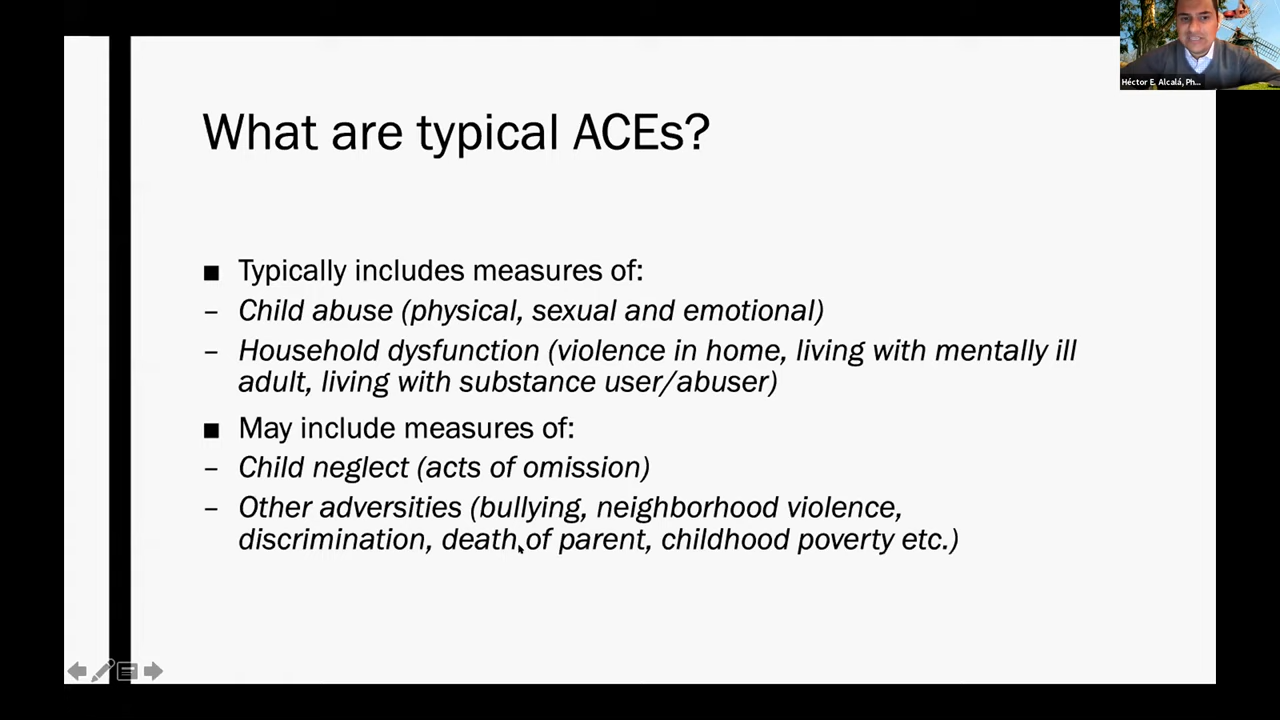 Héctor E. Alcalá, Ph...
What are typical ACEs?
■ Typically includes measures of:
– Child abuse (physical, sexual and emotional)
– Household dysfunction (violence in home, living with mentally ill
adult, living with substance user/abuser)
■ May include measures of:
– Child neglect (acts of omission)
– Other adversities (bullying, neighborhood violence,
discrimination, death of parent, childhood poverty etc.)